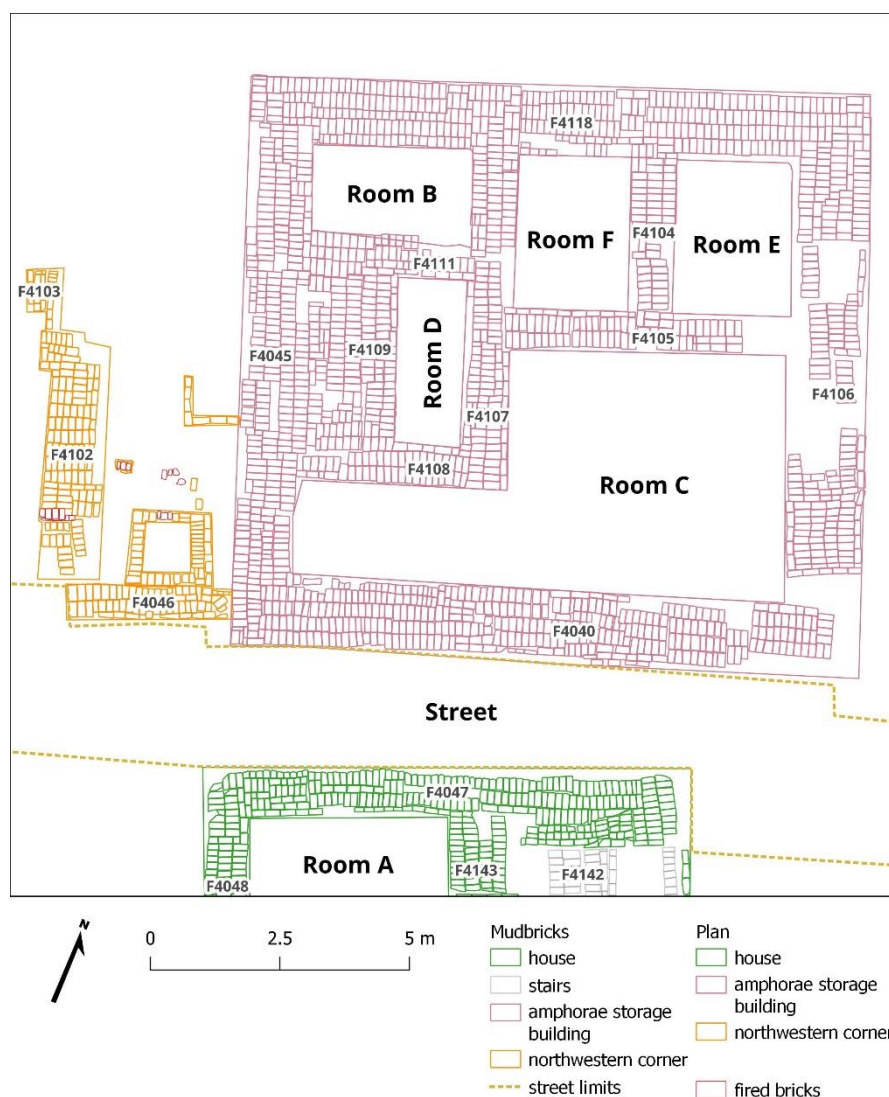 F4118
Room B
Room F
F4104
Room E
F4111
F4103
F4105
F4045
F4109
Room D
F4106
F4107
F4102
F4108
Room C
F4046
F4040
Street
F4047
Room A
F4143
F4142
F4048
N
0 2.5 5 m
Mudbricks
house
stairs
amphorae storage
building
northwestern corner
street limits
Plan
house
amphorae storage
building
northwestern corner
fired bricks